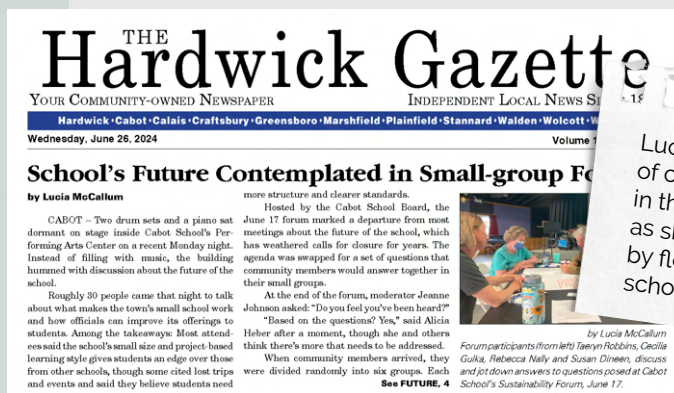 THE
Hardwick Gazette
YOUR COMMUNITY-OWNED NEWSPAPER
INDEPENDENT LOCAL NEWS
Hardwick•Cabot•Calais•Craftsbury•Greensboro•Marshfield•Plainfield•Stannard•Walden•Wolcott•
Wednesday, June 26, 2024
Volume
School's Future Contemplated in Small-group
by Lucia McCallum
CABOT – Two drum sets and a piano sat
dormant on stage inside Cabot School's Per-
forming Arts Center on a recent Monday night.
Instead of filling with music, the building
hummed with discussion about the future of the
school.
Roughly 30 people came that night to talk
about what makes the town's small school work
and how officials can improve its offerings to
students. Among the takeaways: Most attend-
ees said the school's small size and project-based
learning style gives students an edge over those
from other schools, though some cited lost trips
and events and said they believe students need
more structure and clearer standards.
Hosted by the Cabot School Board, the
June 17 forum marked a departure from most
meetings about the future of the school, which
has weathered calls for closure for years. The
agenda was swapped for a set of questions that
community members would answer together in
their small groups.
At the end of the forum, moderator Jeanne
Johnson asked: "Do you feel you've been heard?"
"Based on the questions? Yes," said Alicia
Heber after a moment, though she and others
think there's more that needs to be addressed.
When community members arrived, they
were divided randomly into six groups. Each
See FUTURE, 4
by Lucia McCallum
Forum participants (from left) Taeryn Robbins, Cecilia
Gulka, Rebecca Nally and Susan Dineen, discuss
and jot down answers to questions posed at Cabot
School's Sustainability Forum, June 17.
of
in
as
by